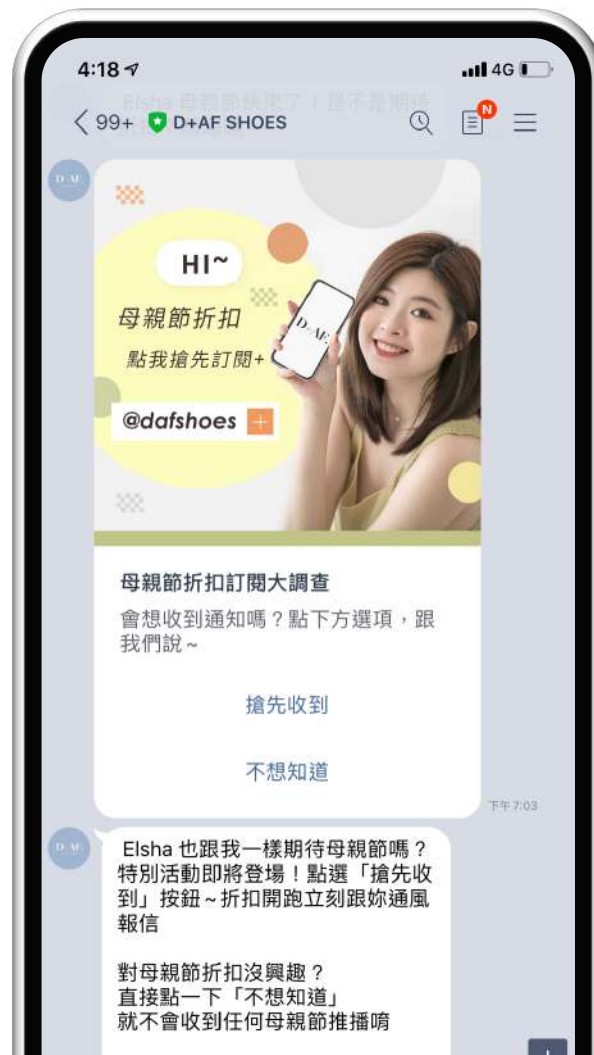 4:18
4G
Elsha 母親節快來了！是不是期待
99+ D+AF SHOES
N
D+AF
HI~
母親節折扣
D+AF
點我搶先訂閱+
@dafshoes +
母親節折扣訂閱大調查
會想收到通知嗎？點下方選項，跟
我們說~
搶先收到
不想知道
下午 7:03
D+AF
Elsha 也跟我一樣期待母親節嗎？
特別活動即將登場！點選「搶先收
到」按鈕~折扣開跑立刻跟妳通風
報信
對母親節折扣沒興趣？
直接點一下「不想知道」
就不會收到任何母親節推播唷